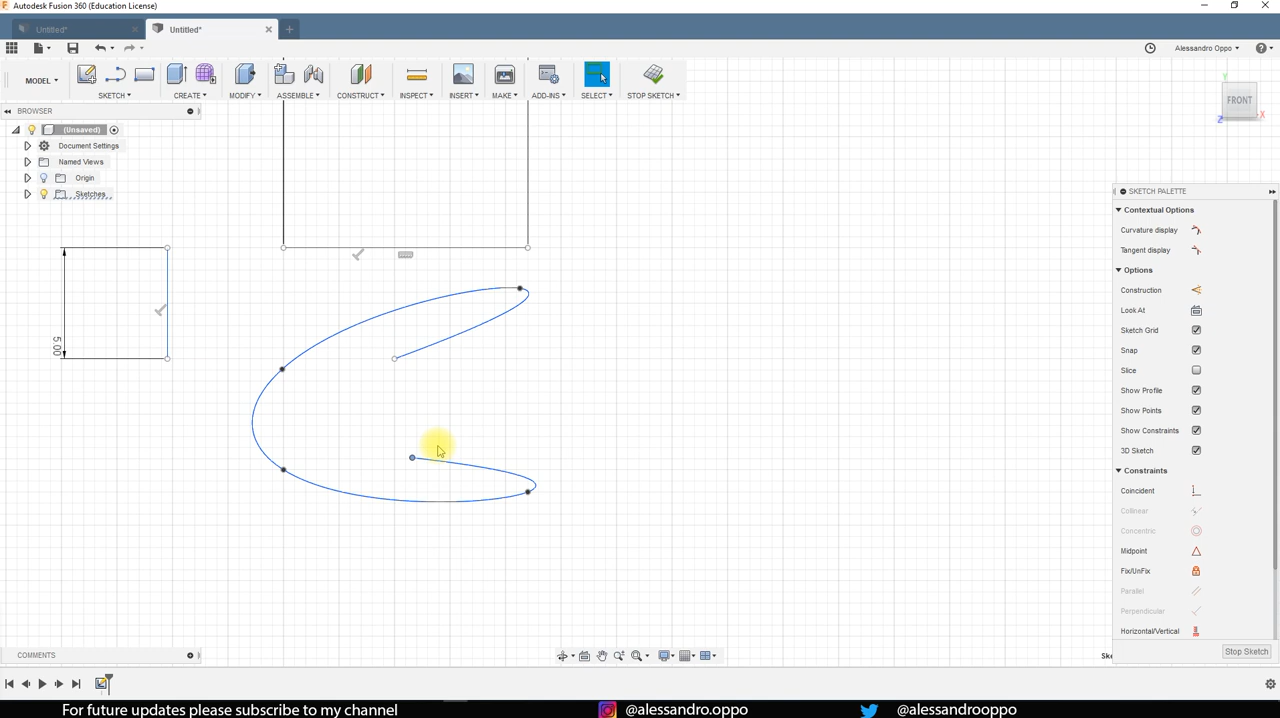 Autodesk Fusion 360 (Education License)
Untitled*
Untitled*
Alessandro Oppo
MODEL
SKETCH
CREATE
MODIFY
ASSEMBLE
CONSTRUCT
INSPECT
INSERT
MAKE
ADD-INS
SELECT
STOP SKETCH
FRONT
Y
X
Z
BROWSER
(Unsaved)
Document Settings
Named Views
Origin
Sketches
5.00
SKETCH PALETTE
Contextual Options
Curvature display
Tangent display
Options
Construction
Look At
Sketch Grid
Snap
Slice
Show Profile
Show Points
Show Constraints
3D Sketch
Constraints
Coincident
Collinear
Concentric
Midpoint
Fix/UnFix
Parallel
Perpendicular
Horizontal/Vertical
Stop Sketch
COMMENTS
For future updates please subscribe to my channel
@alessandro.oppo
@alessandrooppo